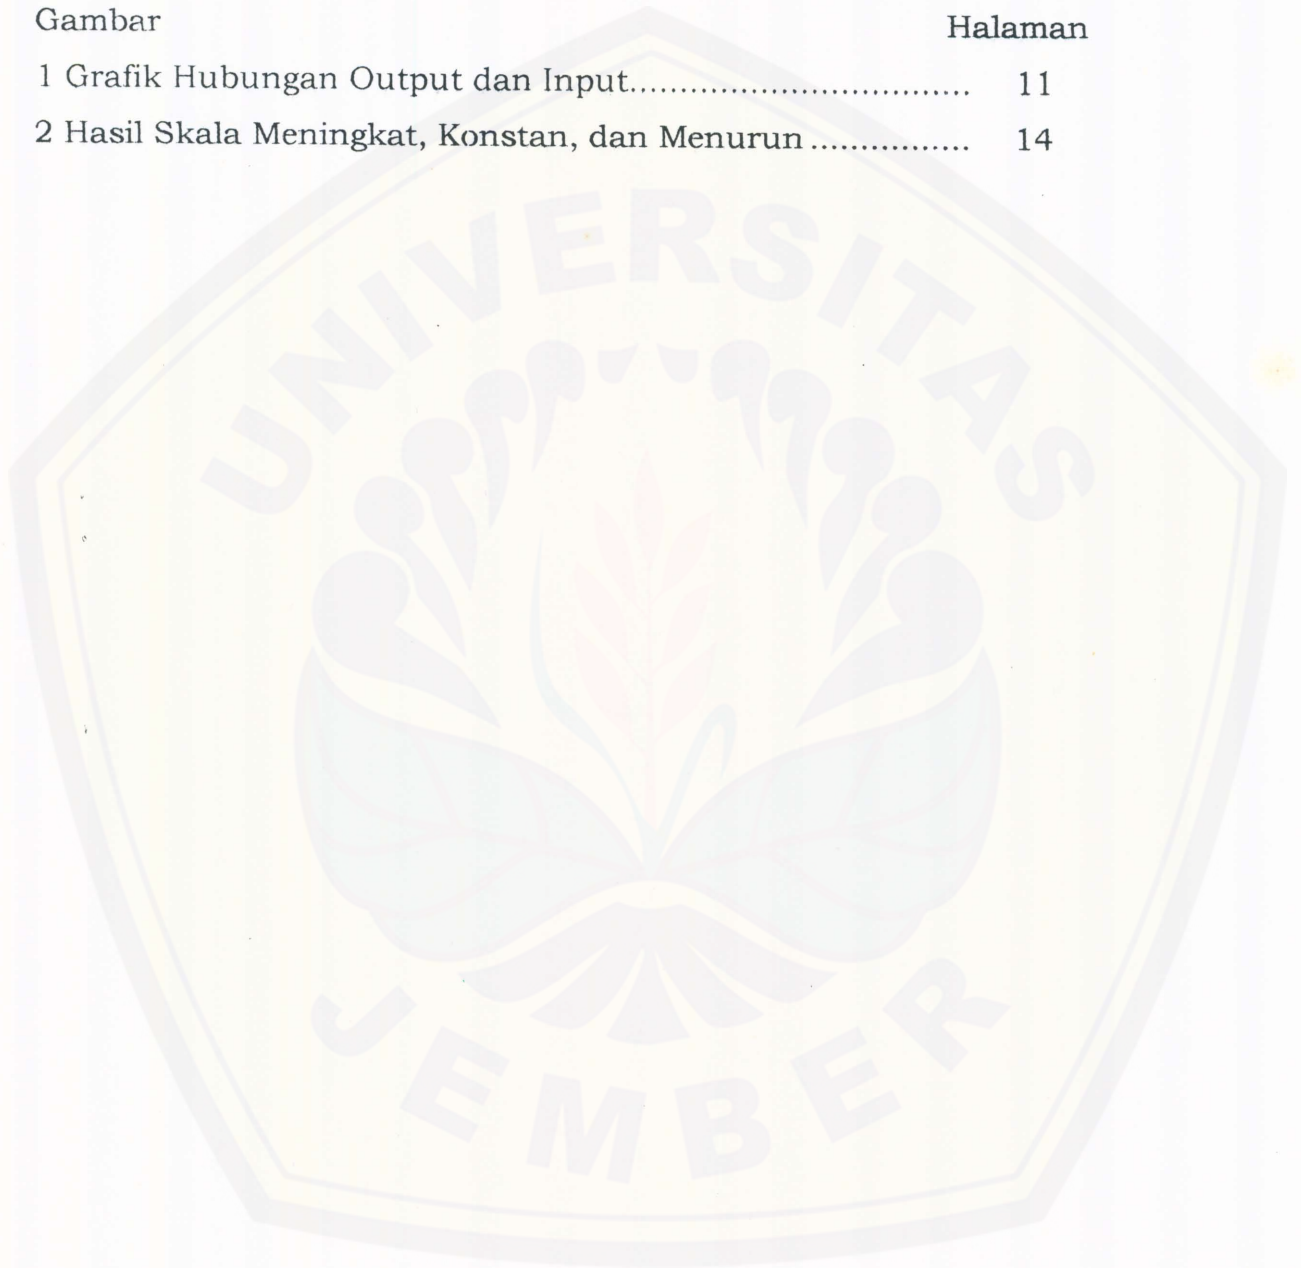 Gambar Halaman
1 Grafik Hubungan Output dan Input.................................. 11
2 Hasil Skala Meningkat, Konstan, dan Menurun ................ 14
UNIVERSITAS
JEMBER